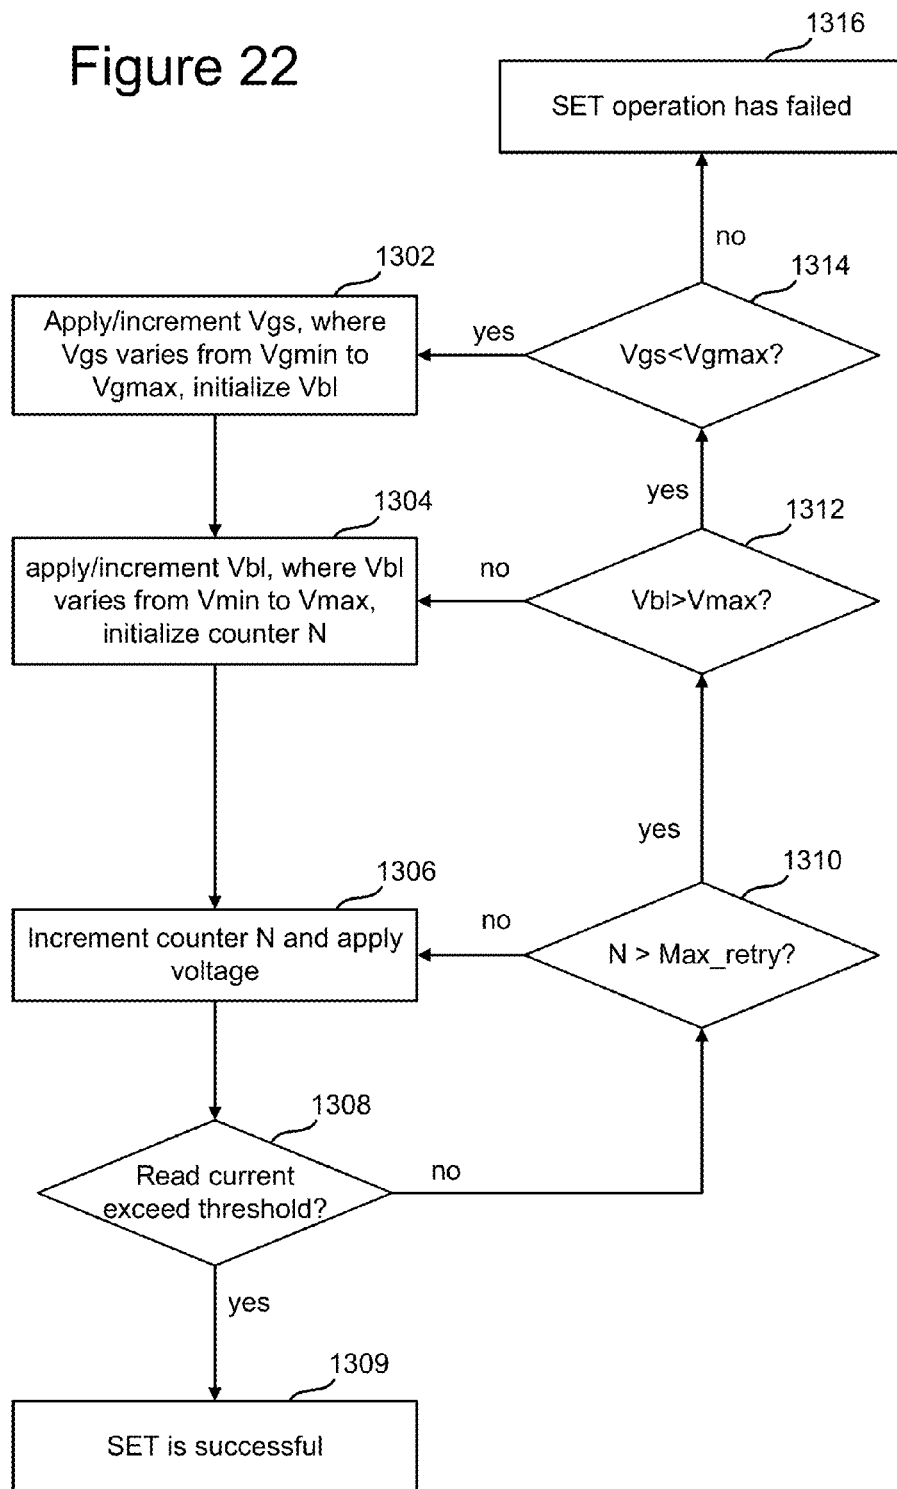 Figure 22
1316
SET operation has failed
no
1314
Vgs<Vgmax?
yes
1302
Apply/increment Vgs, where
Vgs varies from Vgmin to
Vgmax, initialize Vbl
yes
1304
apply/increment Vbl, where Vbl
varies from Vmin to Vmax,
initialize counter N
no
1312
Vbl>Vmax?
yes
1306
Increment counter N and apply
voltage
no
1310
N > Max_retry?
1308
Read current
exceed threshold?
no
yes
1309
SET is successful